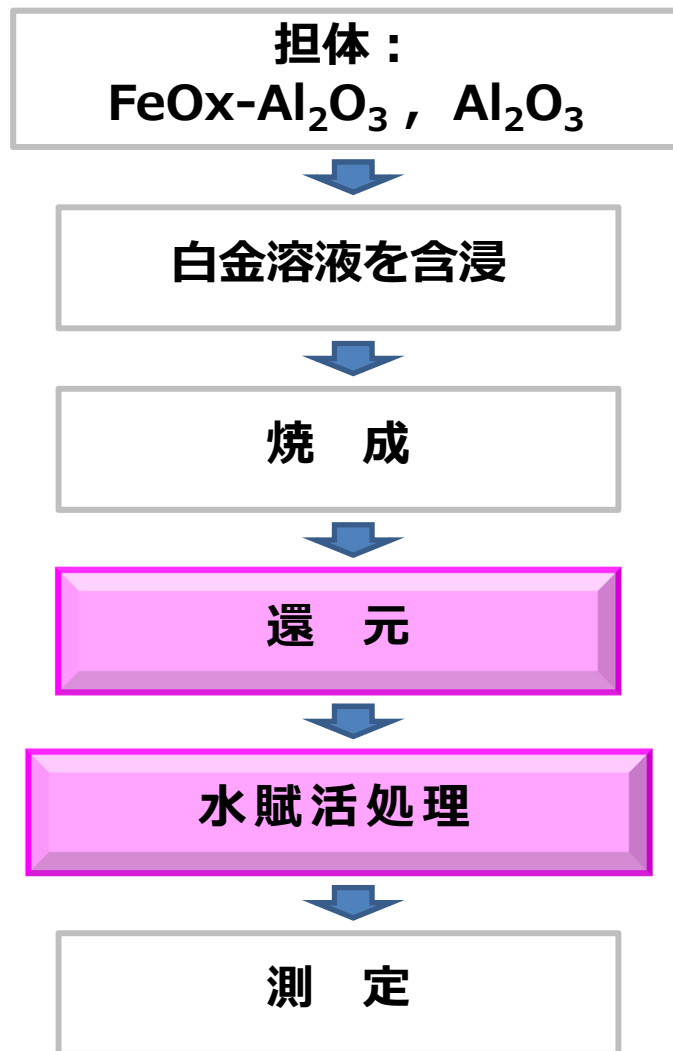 担体：
FeOx-Al₂O₃ , Al₂O₃
白金溶液を含浸
焼　成
還　元
水賦活処理
測　定